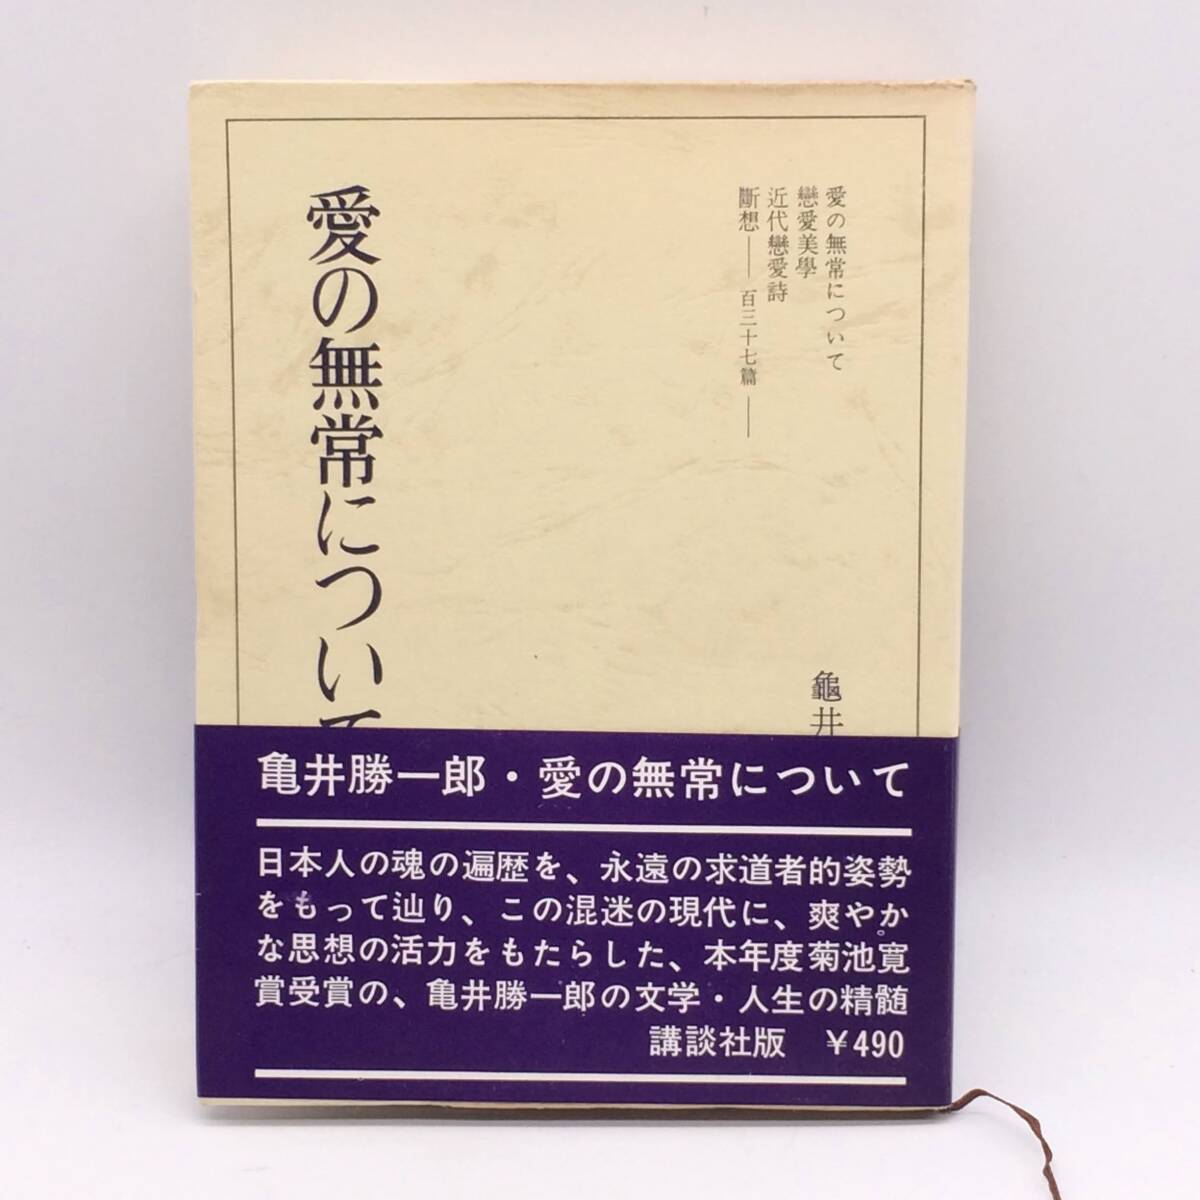 愛の無常について
戀愛美學
近代戀愛詩
斷想── 百三十七篇 ──
龜井
愛の無常について
亀井勝一郎・愛の無常について
日本人の魂の遍歴を、永遠の求道者的姿勢
をもって辿り、この混迷の現代に、爽やか
な思想の活力をもたらした、本年度菊池寛
賞受賞の、亀井勝一郎の文学・人生の精髄
講談社版 ￥490